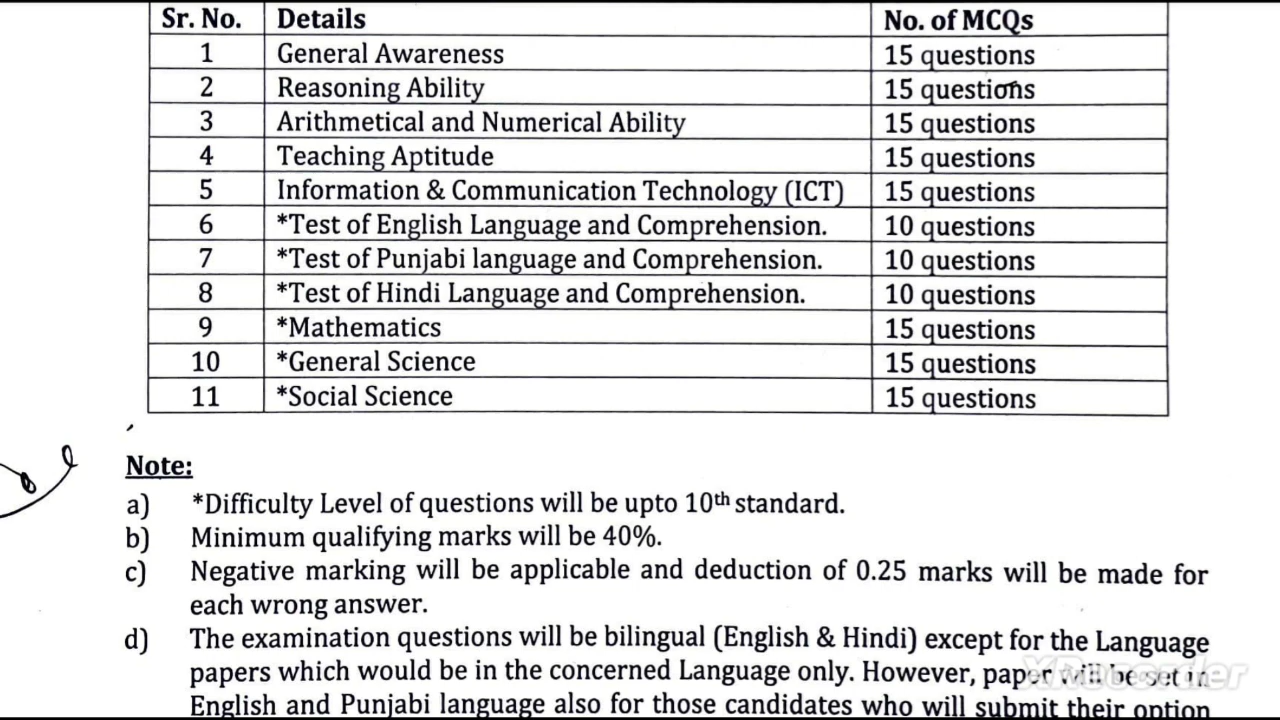 Sr. No. Details No. of MCQs
1 General Awareness 15 questions
2 Reasoning Ability 15 questions
3 Arithmetical and Numerical Ability 15 questions
4 Teaching Aptitude 15 questions
5 Information & Communication Technology (ICT) 15 questions
6 *Test of English Language and Comprehension. 10 questions
7 *Test of Punjabi language and Comprehension. 10 questions
8 *Test of Hindi Language and Comprehension. 10 questions
9 *Mathematics 15 questions
10 *General Science 15 questions
11 *Social Science 15 questions
Note:
a) *Difficulty Level of questions will be upto 10th standard.
b) Minimum qualifying marks will be 40%.
c) Negative marking will be applicable and deduction of 0.25 marks will be made for
each wrong answer.
d) The examination questions will be bilingual (English & Hindi) except for the Language
papers which would be in the concerned Language only. However, paper will be set in
English and Punjabi language also for those candidates who will submit their option
XRecorder